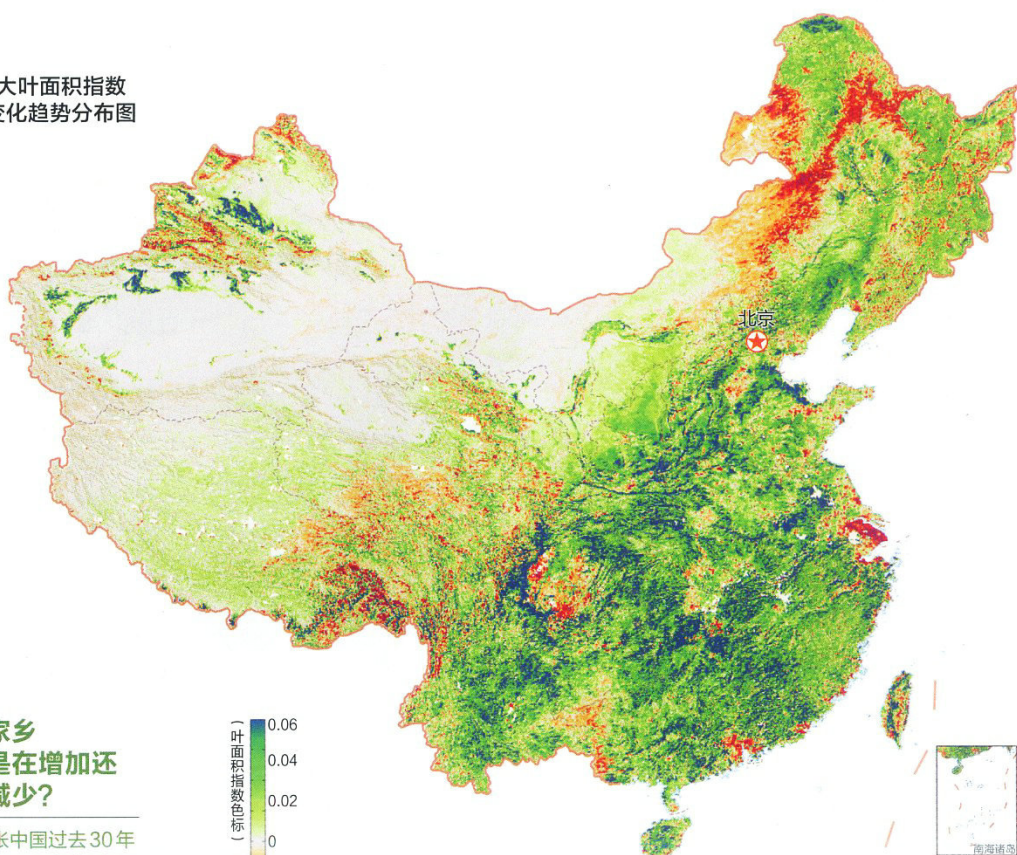 大叶面积指数
变化趋势分布图
北京
家乡
是在增加还
减少?
张中国过去30年
(叶面积指数色标)
0.06
0.04
0.02
0
南海诸岛